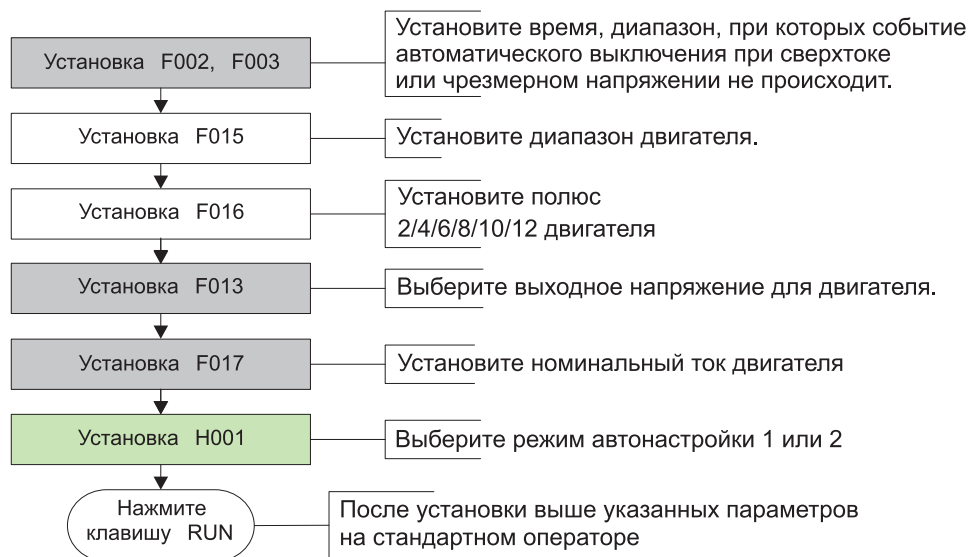 Установка F002, F003
Установите время, диапазон, при которых событие
автоматического выключения при сверхтоке
или чрезмерном напряжении не происходит.
Установка F015
Установите диапазон двигателя.
Установка F016
Установите полюс
2/4/6/8/10/12 двигателя
Установка F013
Выберите выходное напряжение для двигателя.
Установка F017
Установите номинальный ток двигателя
Установка H001
Выберите режим автонастройки 1 или 2
Нажмите
клавишу RUN
После установки выше указанных параметров
на стандартном операторе